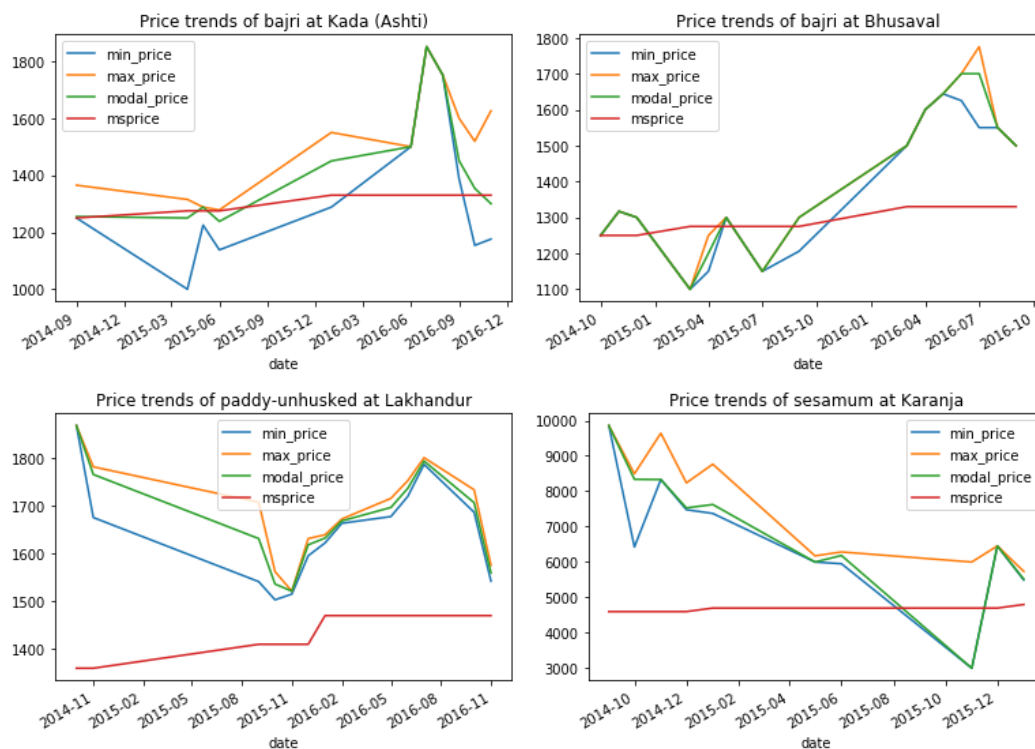 Price trends of bajri at Kada (Ashti)
min_price
max_price
modal_price
msprice
1800
1600
1400
1200
1000
2014-09
2014-12
2015-03
2015-06
2015-09
2015-12
2016-03
2016-06
2016-09
2016-12
date
Price trends of bajri at Bhusaval
min_price
max_price
modal_price
msprice
1800
1700
1600
1500
1400
1300
1200
1100
2014-10
2015-01
2015-04
2015-07
2015-10
2016-01
2016-04
2016-07
2016-10
date
Price trends of paddy-unhusked at Lakhandur
min_price
max_price
modal_price
msprice
1800
1700
1600
1500
1400
2014-11
2015-02
2015-05
2015-08
2015-11
2016-02
2016-05
2016-08
2016-11
date
Price trends of sesamum at Karanja
min_price
max_price
modal_price
msprice
10000
9000
8000
7000
6000
5000
4000
3000
2014-10
2014-12
2015-02
2015-04
2015-06
2015-08
2015-10
2015-12
date